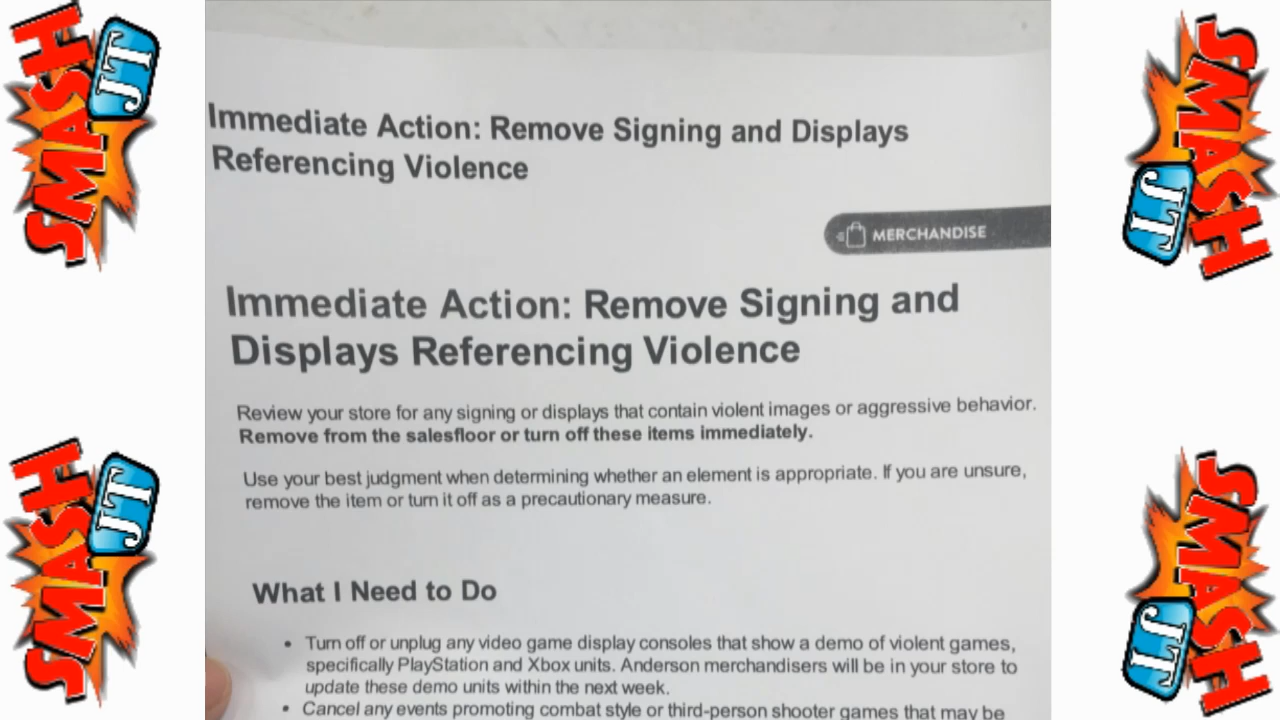 SMASH JT
SMASH JT
Immediate Action: Remove Signing and Displays
Referencing Violence
MERCHANDISE
Immediate Action: Remove Signing and
Displays Referencing Violence
Review your store for any signing or displays that contain violent images or aggressive behavior.
Remove from the salesfloor or turn off these items immediately.
Use your best judgment when determining whether an element is appropriate. If you are unsure,
remove the item or turn it off as a precautionary measure.
What I Need to Do
• Turn off or unplug any video game display consoles that show a demo of violent games,
specifically PlayStation and Xbox units. Anderson merchandisers will be in your store to
update these demo units within the next week.
• Cancel any events promoting combat style or third-person shooter games that may be
SMASH JT
SMASH JT